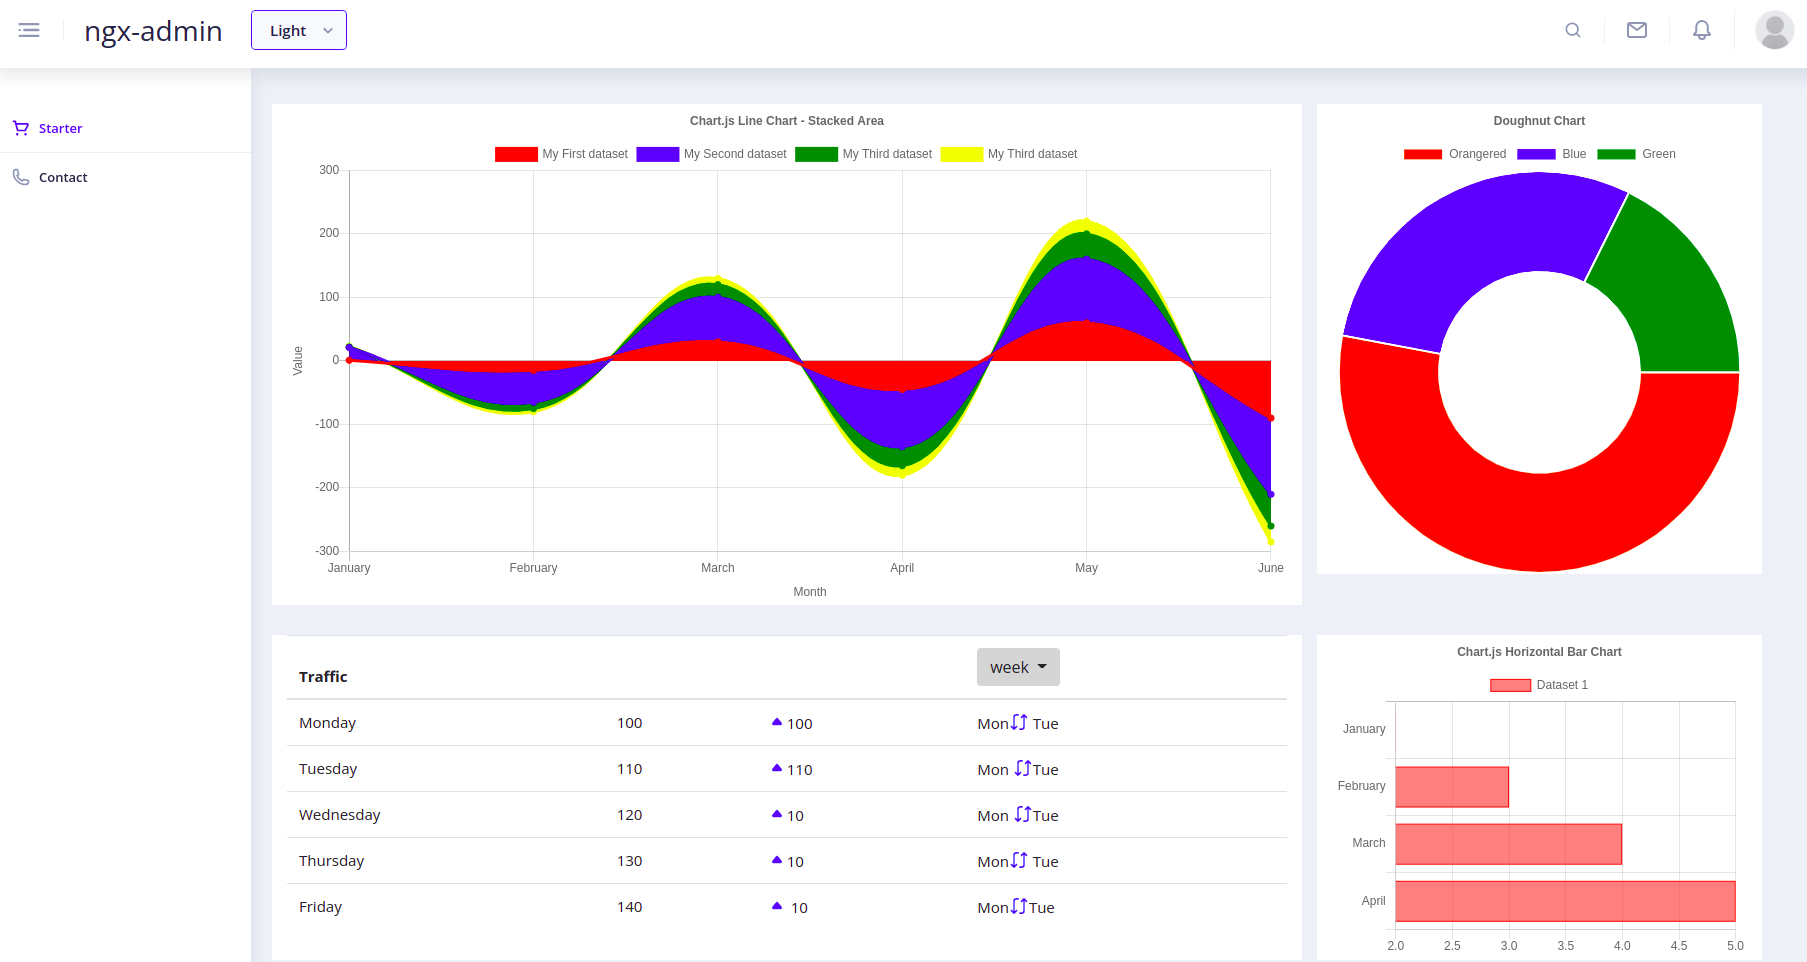 ngx-admin Light
Starter
Contact
Chart.js Line Chart - Stacked Area
My First dataset My Second dataset My Third dataset My Third dataset
300
200
100
0
-100
-200
-300
Value
January February March April May June
Month
Doughnut Chart
Orangered Blue Green
Traffic week
Monday 100 100 Mon Tue
Tuesday 110 110 Mon Tue
Wednesday 120 10 Mon Tue
Thursday 130 10 Mon Tue
Friday 140 10 Mon Tue
Chart.js Horizontal Bar Chart
Dataset 1
January
February
March
April
2.0 2.5 3.0 3.5 4.0 4.5 5.0